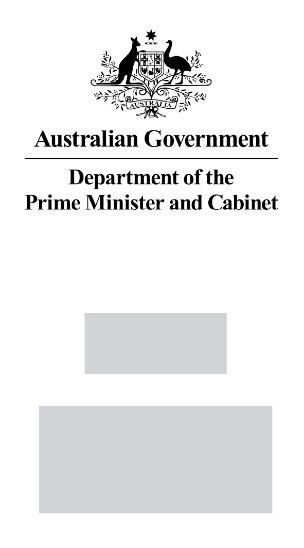 AUSTRALIA
Australian Government
Department of the
Prime Minister and Cabinet